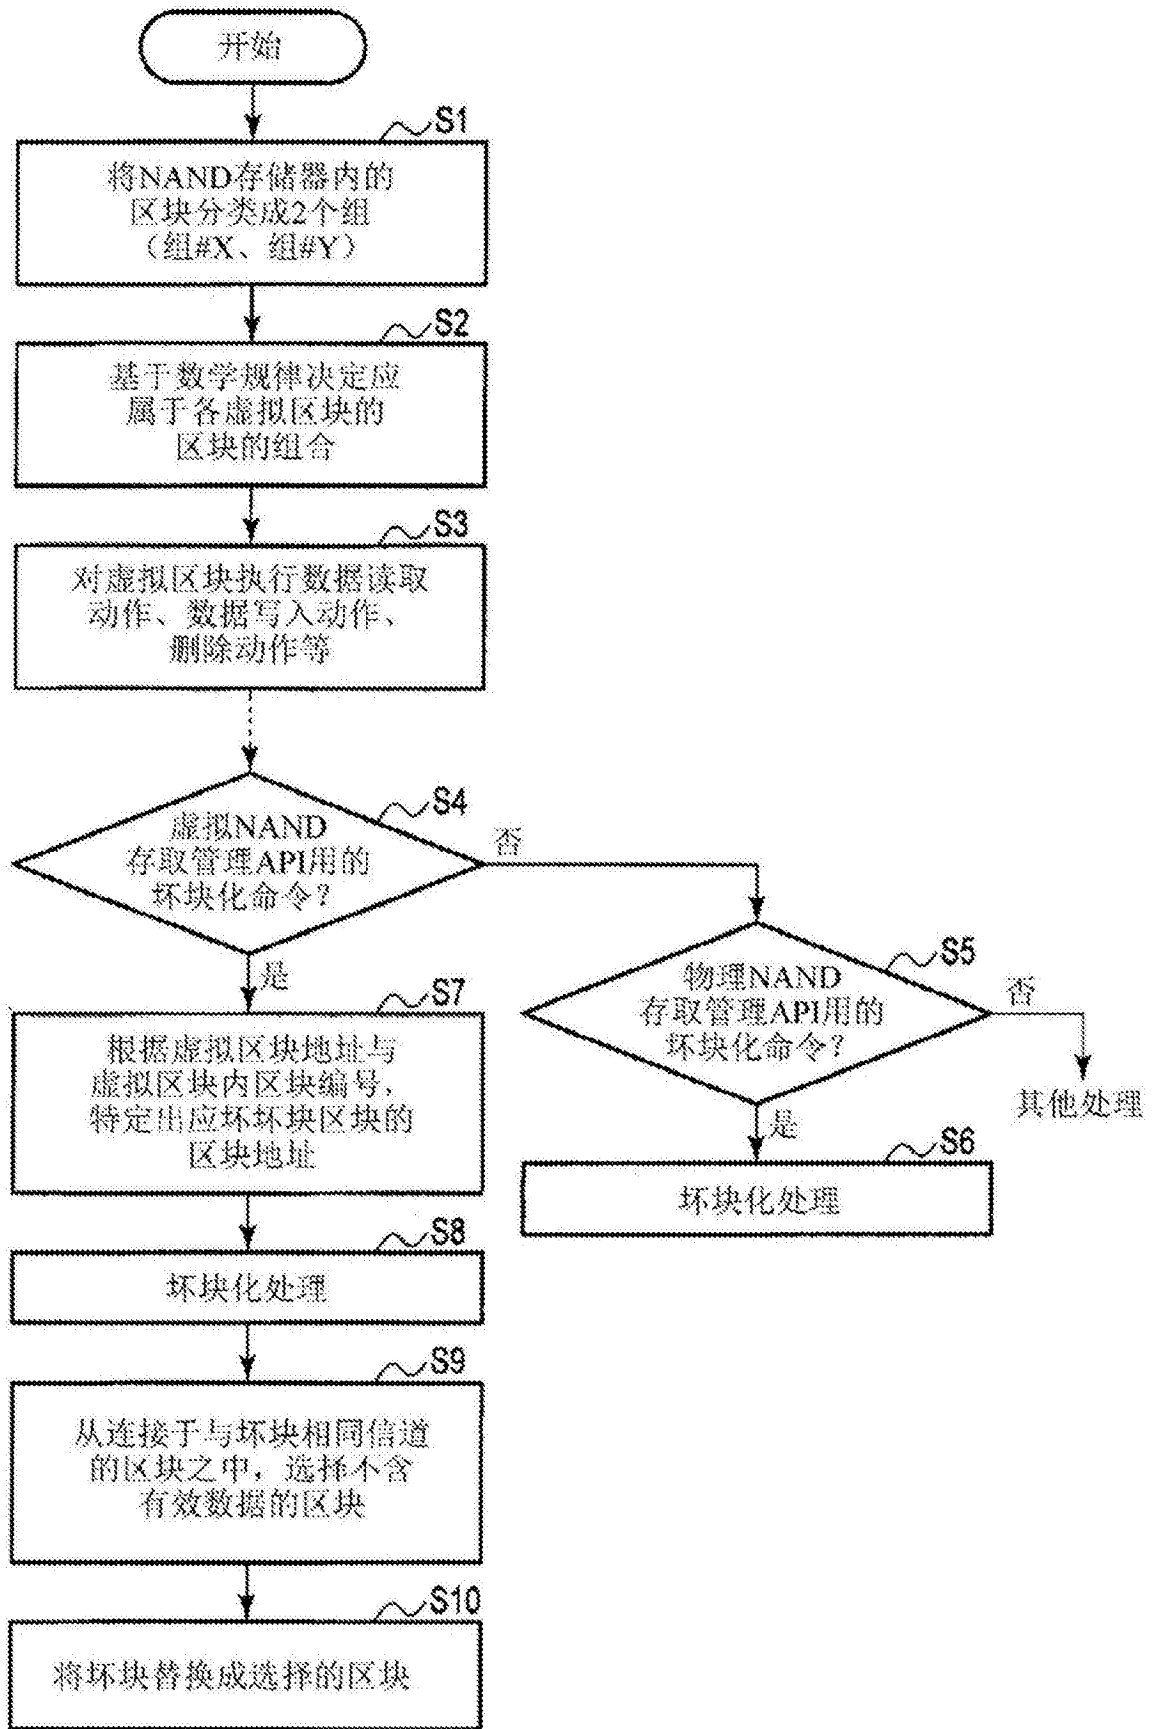 开始
S1
将NAND存储器内的
区块分类成2个组
（组#X、组#Y）
S2
基于数学规律决定应
属于各虚拟区块的
区块的组合
S3
对虚拟区块执行数据读取
动作、数据写入动作、
删除动作等
S4
虚拟NAND
存取管理API用的
坏块化命令？
否
是
S5
物理NAND
存取管理API用的
坏块化命令？
否
其他处理
是
S6
坏块化处理
S7
根据虚拟区块地址与
虚拟区块内区块编号，
特定出应坏坏块区块的
区块地址
S8
坏块化处理
S9
从连接于与坏块相同信道
的区块之中，选择不含
有效数据的区块
S10
将坏块替换成选择的区块